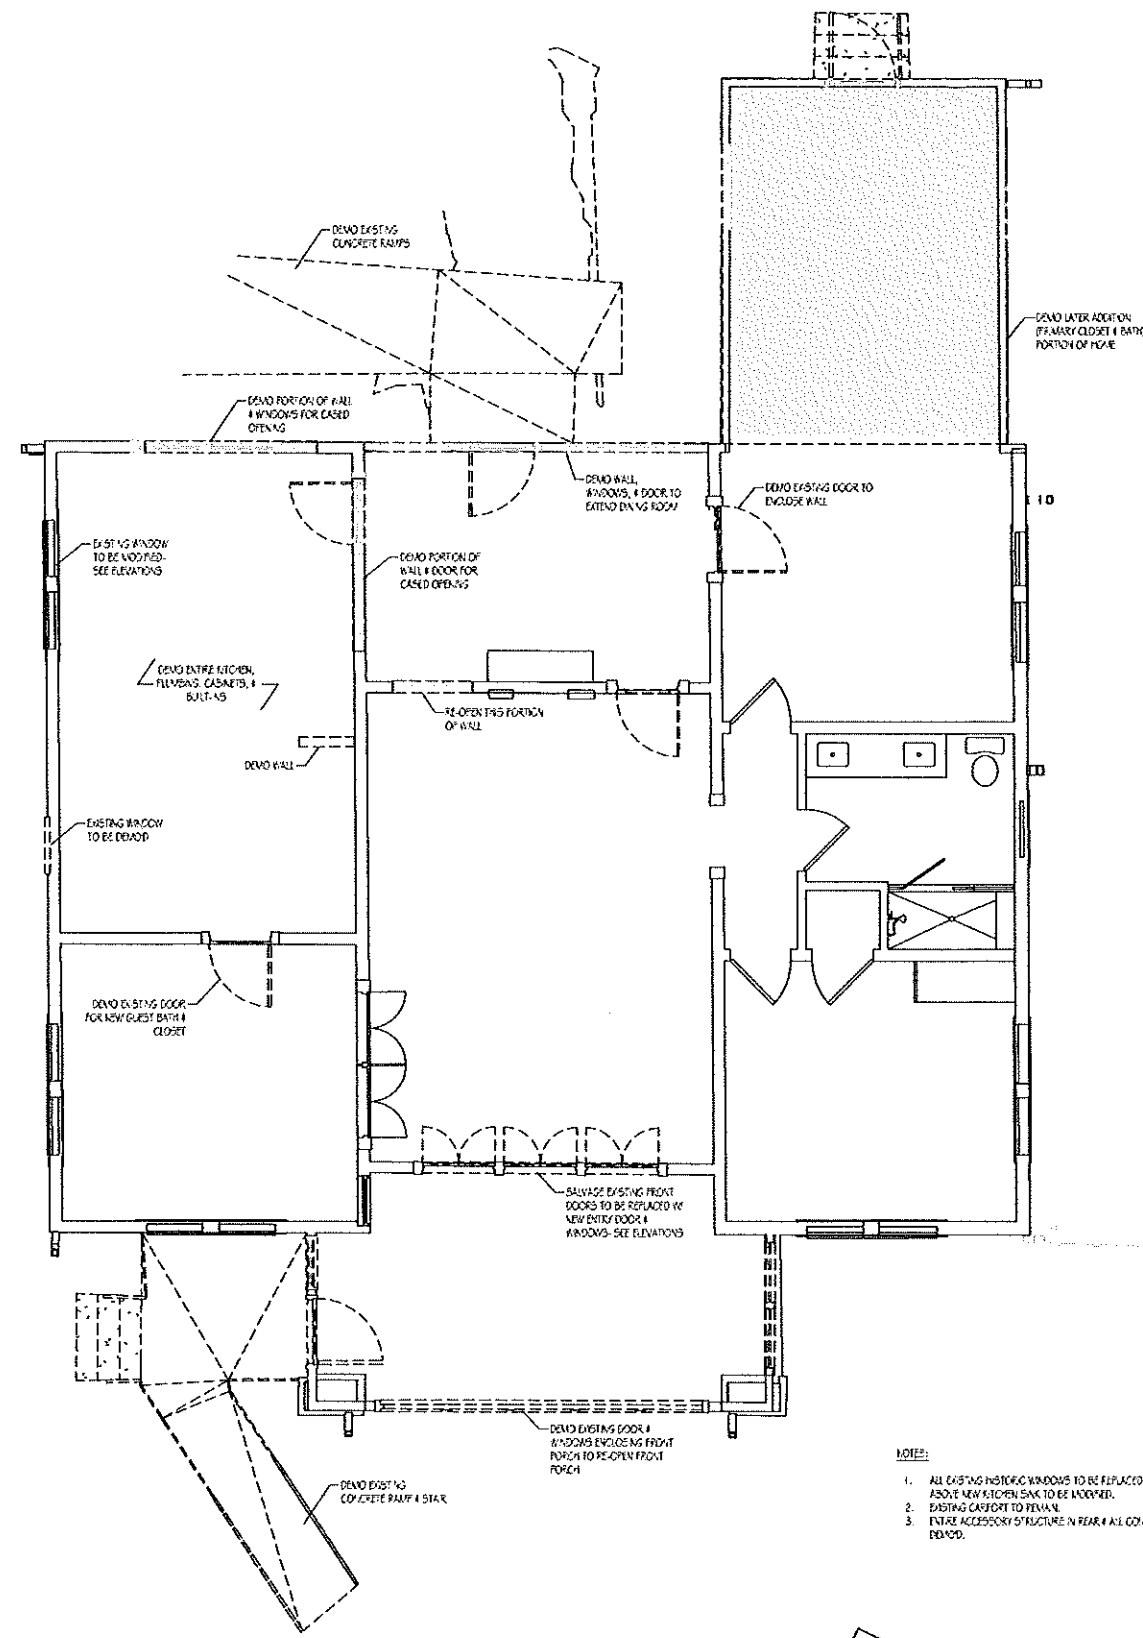 DEMO EXISTING
CONCRETE RAMPS
DEMO LATER ADDITION
(PRIMARY CLOSET & BATH)
PORTION OF HOME
DEMO PORTION OF WALL
& WINDOWS FOR CASED
OPENING
DEMO WALL,
WINDOWS, & DOOR TO
EXTEND DINING ROOM
DEMO EXISTING DOOR TO
ENCLOSE WALL
10
EXISTING WINDOW
TO BE MODIFIED-
SEE ELEVATIONS
DEMO PORTION OF
WALL & DOOR FOR
CASED OPENING
DEMO ENTIRE KITCHEN,
PLUMBING, CABINETS, &
BUILT-INS
RE-OPEN THIS PORTION
OF WALL
DEMO WALL
EXISTING WINDOW
TO BE DEMO'D
DEMO EXISTING DOOR
FOR NEW GUEST BATH &
CLOSET
SALVAGE EXISTING FRONT
DOORS TO BE REPLACED W/
NEW ENTRY DOOR &
WINDOWS- SEE ELEVATIONS
DEMO EXISTING DOOR &
WINDOWS ENCLOSING FRONT
PORCH TO RE-OPEN FRONT
PORCH
DEMO EXISTING
CONCRETE RAMP & STAIR
NOTES:
1. ALL EXISTING HISTORIC WINDOWS TO BE REPLACED
ABOVE NEW KITCHEN SINK TO BE MODIFIED.
2. EXISTING CARPORT TO REMAIN.
3. ENTIRE ACCESSORY STRUCTURE IN REAR & ALL
DEMO'D.